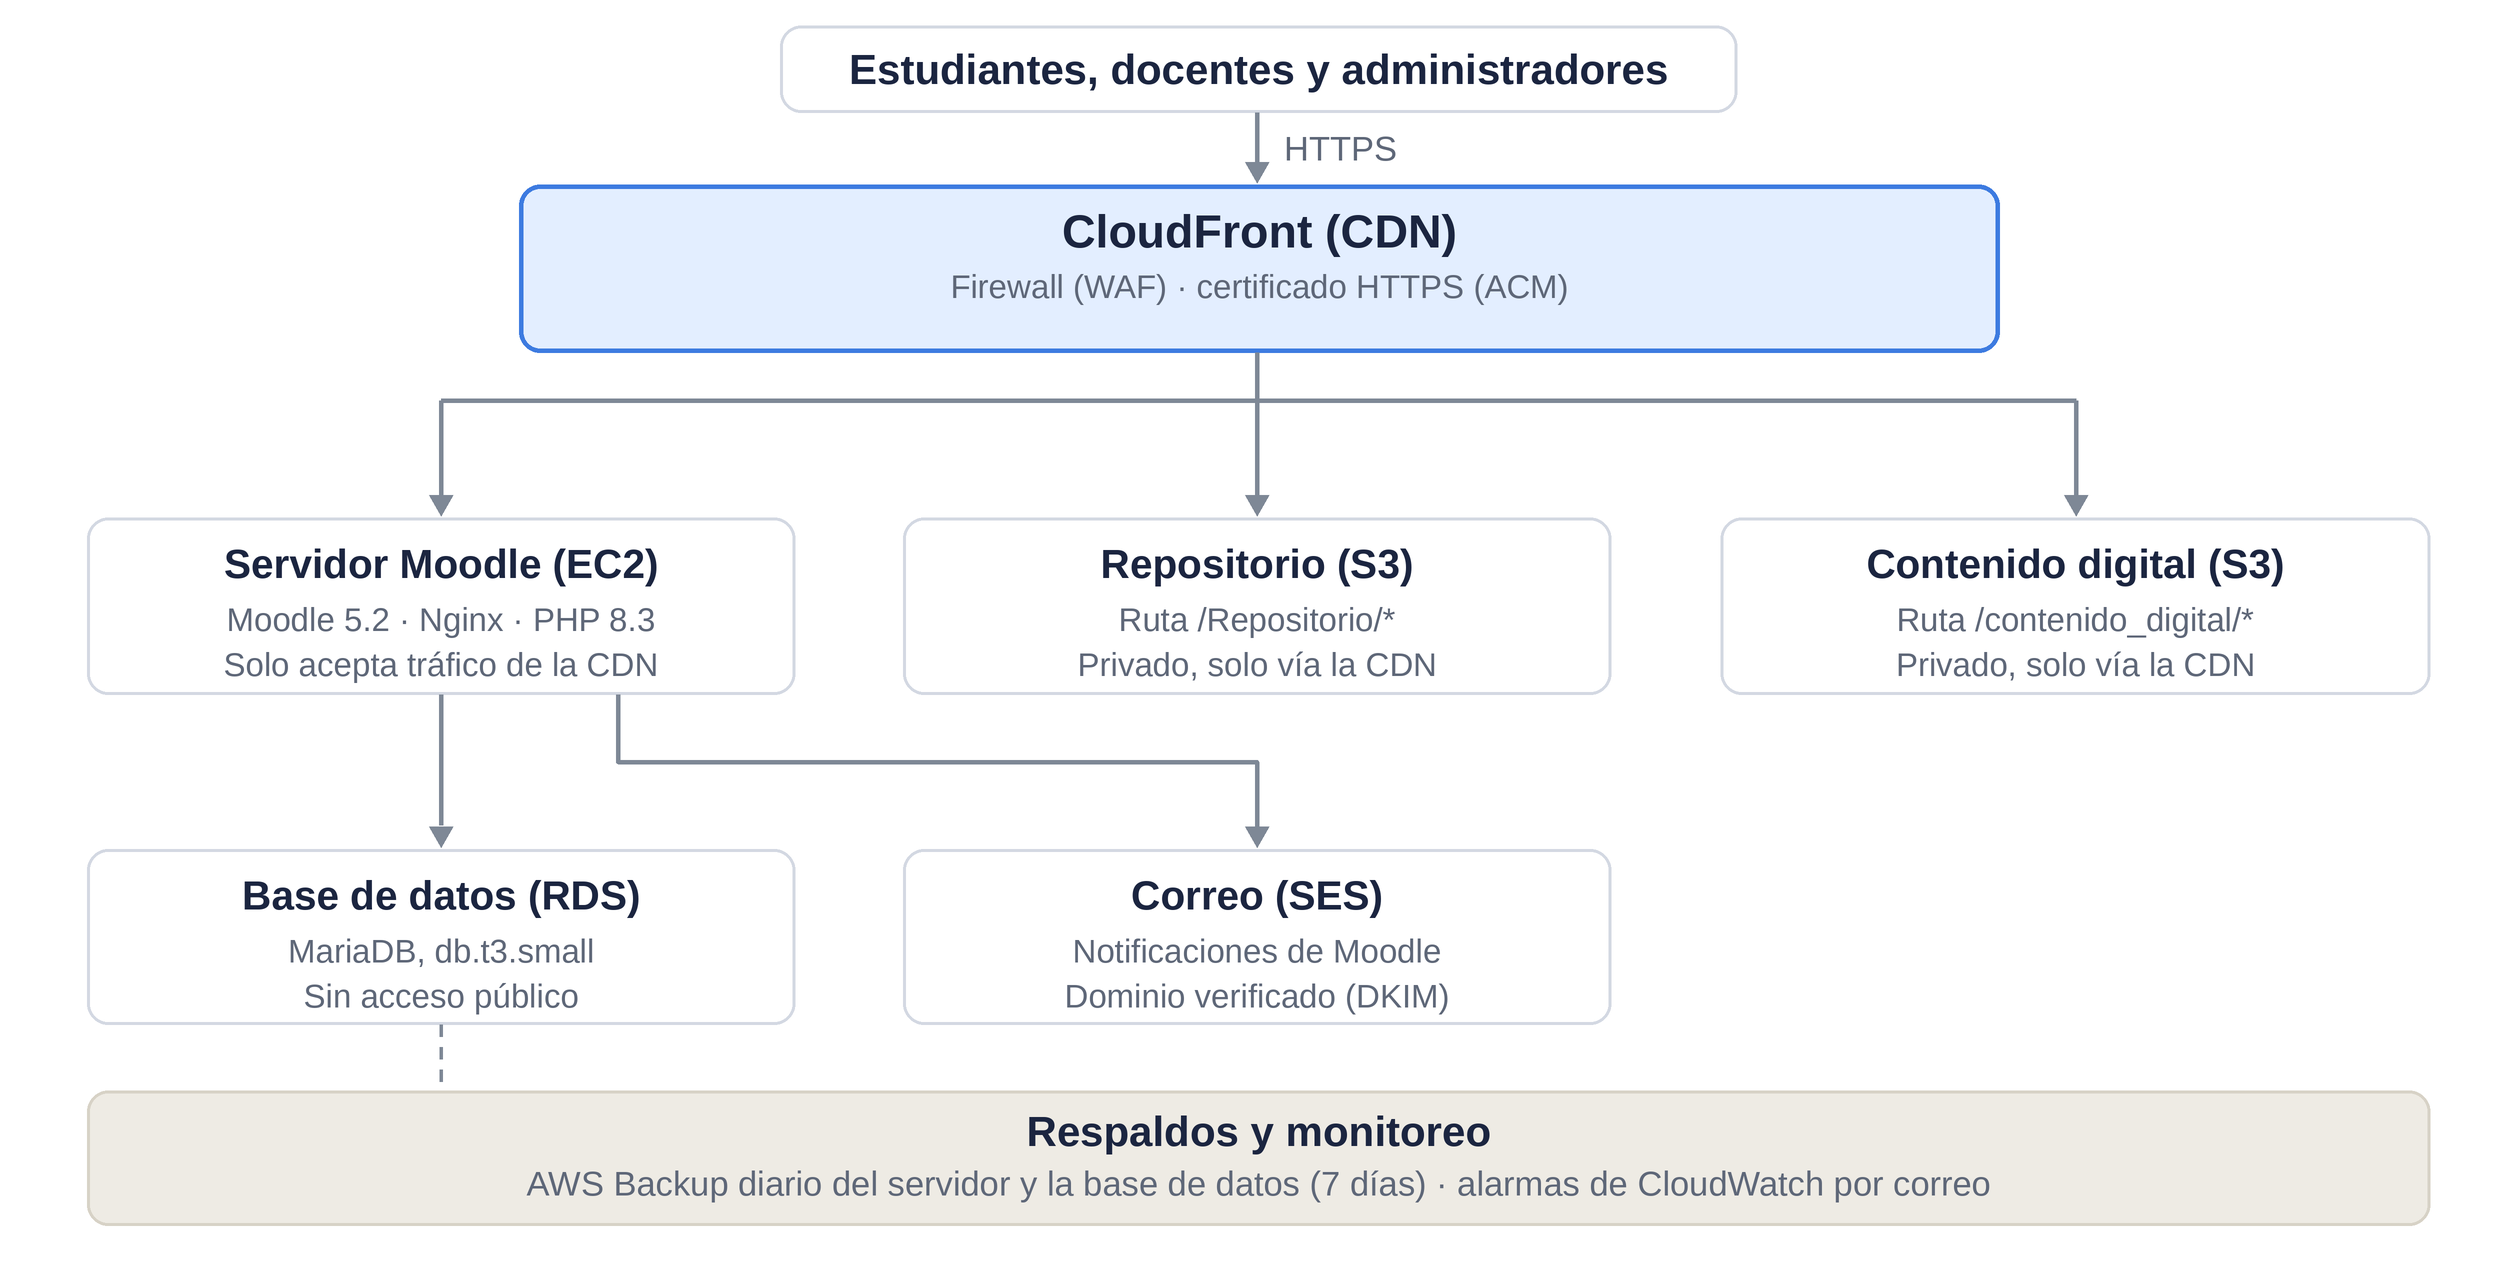 Estudiantes, docentes y administradores
HTTPS
CloudFront (CDN)
Firewall (WAF) · certificado HTTPS (ACM)
Servidor Moodle (EC2)
Moodle 5.2 · Nginx · PHP 8.3
Solo acepta tráfico de la CDN
Repositorio (S3)
Ruta /Repositorio/*
Privado, solo vía la CDN
Contenido digital (S3)
Ruta /contenido_digital/*
Privado, solo vía la CDN
Base de datos (RDS)
MariaDB, db.t3.small
Sin acceso público
Correo (SES)
Notificaciones de Moodle
Dominio verificado (DKIM)
Respaldos y monitoreo
AWS Backup diario del servidor y la base de datos (7 días) · alarmas de CloudWatch por correo